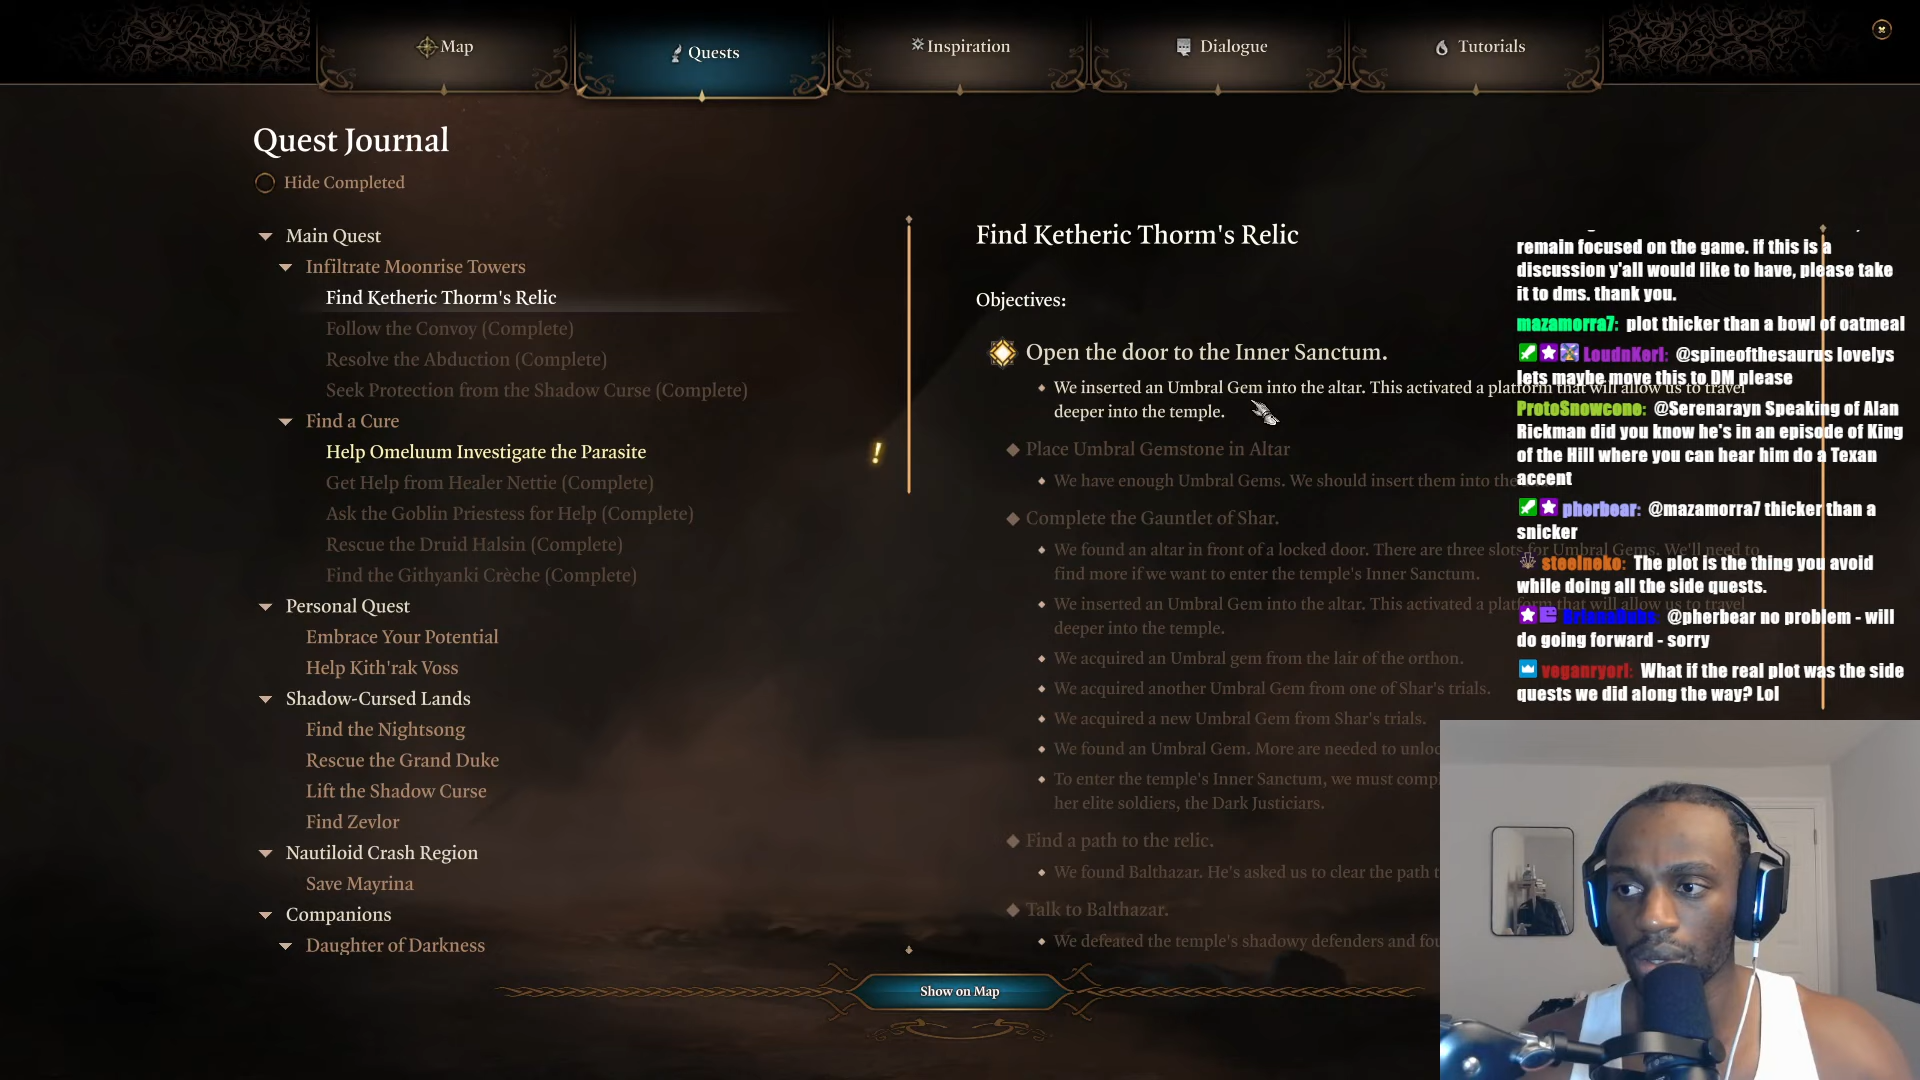 Map
Quests
Inspiration
Dialogue
Tutorials
Quest Journal
Hide Completed
Main Quest
Infiltrate Moonrise Towers
Find Ketheric Thorm's Relic
Follow the Convoy (Complete)
Resolve the Abduction (Complete)
Seek Protection from the Shadow Curse (Complete)
Find a Cure
Help Omeluum Investigate the Parasite
Get Help from Healer Nettie (Complete)
Ask the Goblin Priestess for Help (Complete)
Rescue the Druid Halsin (Complete)
Find the Githyanki Crèche (Complete)
Personal Quest
Embrace Your Potential
Help Kith'rak Voss
Shadow-Cursed Lands
Find the Nightsong
Rescue the Grand Duke
Lift the Shadow Curse
Find Zevlor
Nautiloid Crash Region
Save Mayrina
Companions
Daughter of Darkness
Find Ketheric Thorm's Relic
Objectives:
Open the door to the Inner Sanctum.
We inserted an Umbral Gem into the altar. This activated a platform that will allow us to travel
deeper into the temple.
Place Umbral Gemstone in Altar
We have enough Umbral Gems. We should insert them into the
Complete the Gauntlet of Shar.
We found an altar in front of a locked door. There are three slots for Umbral Gems. We'll need to
find more if we want to enter the temple's Inner Sanctum.
We inserted an Umbral Gem into the altar. This activated a platform that will allow us to travel
deeper into the temple.
We acquired an Umbral gem from the lair of the orthon.
We acquired another Umbral Gem from one of Shar's trials.
We acquired a new Umbral Gem from Shar's trials.
We found an Umbral Gem. More are needed to
To enter the temple's Inner Sanctum, we must
her elite soldiers, the Dark Justiciars.
Find a path to the relic.
We found Balthazar. He's asked us to clear the path
Talk to Balthazar.
We defeated the temple's shadowy defenders and
Show on Map
remain focused on the game. if this is a
discussion y'all would like to have, please take
it to dms. thank you.
mazamorra7: plot thicker than a bowl of oatmeal
LoudnKerl: @spineofthesaurus lovelys
lets maybe move this to DM please
ProtoSnowcone: @Serenarayn Speaking of Alan
Rickman did you know he's in an episode of King
of the Hill where you can hear him do a Texan
accent
pherbear: @mazamorra7 thicker than a
snicker
steelneko: The plot is the thing you avoid
while doing all the side quests.
BrianaDubs: @pherbear no problem - will
do going forward - sorry
veganryori: What if the real plot was the side
quests we did along the way? Lol